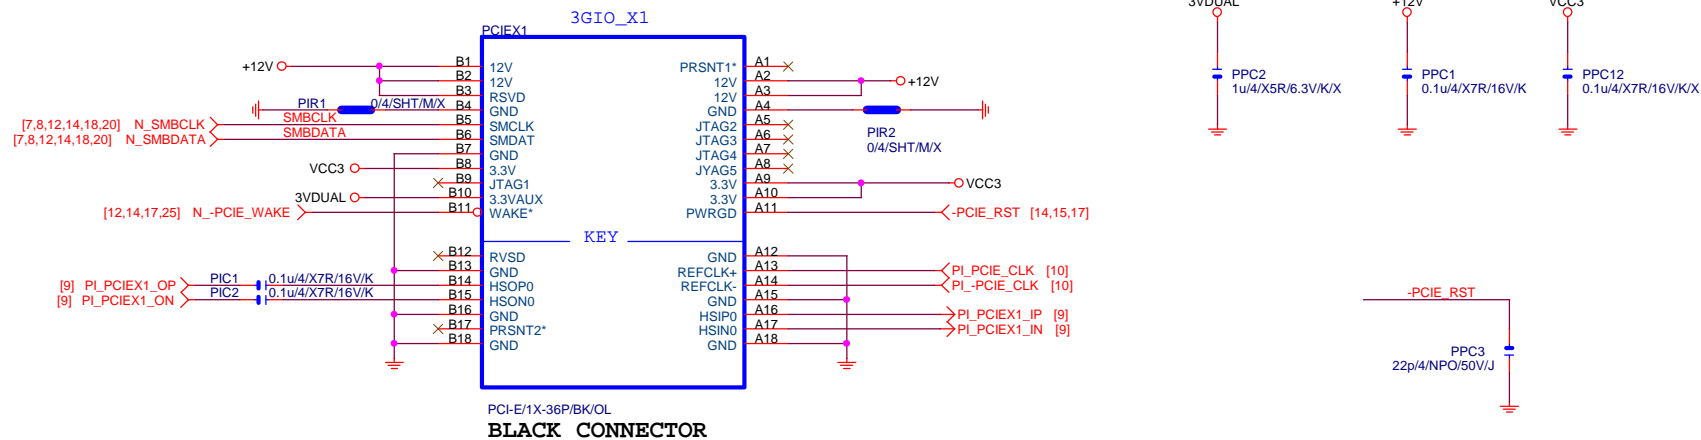 3GIO_X1
PCIEX1
+12V B1 12V PRSNT1* A1
B2 12V 12V A2 +12V
B3 RSVD 12V A3
PIR1 0/4/SHT/M/X B4 GND GND A4
[7,8,12,14,18,20] N_SMBCLK SMBCLK B5 SMCLK JTAG2 A5
[7,8,12,14,18,20] N_SMBDATA SMBDATA B6 SMDAT JTAG3 A6
PIR2
0/4/SHT/M/X
B7 GND JTAG4 A7
VCC3 B8 3.3V JYAG5 A8
B9 JTAG1 3.3V A9 VCC3
3VDUAL B10 3.3VAUX 3.3V A10
[12,14,17,25] N_-PCIE_WAKE B11 WAKE* PWRGD A11 -PCIE_RST [14,15,17]
KEY
B12 RVSD GND A12
B13 GND REFCLK+ A13 PI_PCIE_CLK [10]
[9] PI_PCIEX1_OP PIC1 0.1u/4/X7R/16V/K B14 HSOP0 REFCLK- A14 PI_-PCIE_CLK [10]
[9] PI_PCIEX1_ON PIC2 0.1u/4/X7R/16V/K B15 HSON0 GND A15
B16 GND HSIP0 A16 PI_PCIEX1_IP [9]
B17 PRSNT2* HSIN0 A17 PI_PCIEX1_IN [9]
B18 GND GND A18
PCI-E/1X-36P/BK/OL
BLACK CONNECTOR
3VDUAL
PPC2
1u/4/X5R/6.3V/K/X
+12V
PPC1
0.1u/4/X7R/16V/K
VCC3
PPC12
0.1u/4/X7R/16V/K/X
-PCIE_RST
PPC3
22p/4/NPO/50V/J